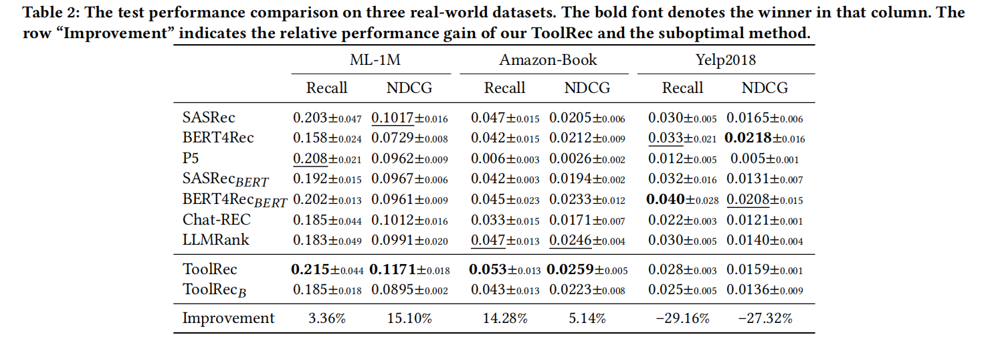 Table 2: The test performance comparison on three real-world datasets. The bold font denotes the winner in that column. The
row “Improvement” indicates the relative performance gain of our ToolRec and the suboptimal method.
ML-1M Amazon-Book Yelp2018
Recall NDCG Recall NDCG Recall NDCG
SASRec 0.203±0.047 0.1017±0.016 0.047±0.015 0.0205±0.006 0.030±0.005 0.0165±0.006
BERT4Rec 0.158±0.024 0.0729±0.008 0.042±0.015 0.0212±0.009 0.033±0.021 0.0218±0.016
P5 0.208±0.021 0.0962±0.009 0.006±0.003 0.0026±0.002 0.012±0.005 0.005±0.001
SASRecBERT 0.192±0.015 0.0967±0.006 0.042±0.003 0.0194±0.002 0.032±0.016 0.0131±0.007
BERT4RecBERT 0.202±0.013 0.0961±0.009 0.045±0.023 0.0233±0.012 0.040±0.028 0.0208±0.015
Chat-REC 0.185±0.044 0.1012±0.016 0.033±0.015 0.0171±0.007 0.022±0.003 0.0121±0.001
LLMRank 0.183±0.049 0.0991±0.020 0.047±0.013 0.0246±0.004 0.030±0.005 0.0140±0.004
ToolRec 0.215±0.044 0.1171±0.018 0.053±0.013 0.0259±0.005 0.028±0.003 0.0159±0.001
ToolRecB 0.185±0.018 0.0895±0.002 0.043±0.013 0.0223±0.008 0.025±0.005 0.0136±0.009
Improvement 3.36% 15.10% 14.28% 5.14% −29.16% −27.32%